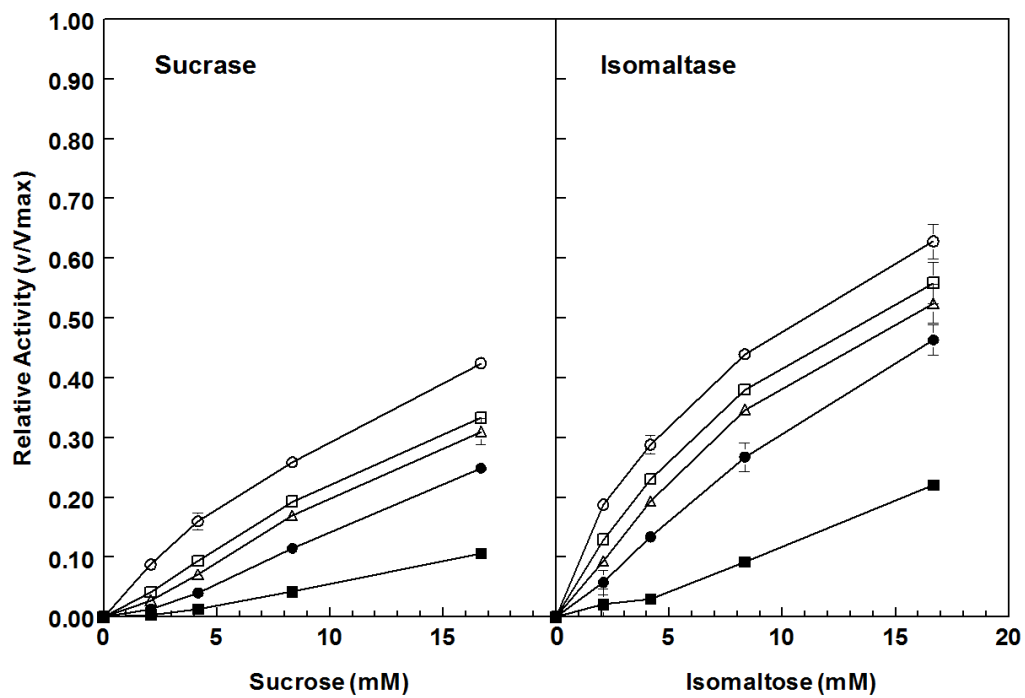 Relative Activity (v/Vmax)
1.00
0.90
0.80
0.70
0.60
0.50
0.40
0.30
0.20
0.10
0.00
Sucrase
Isomaltase
0 5 10 15 0 5 10 15 20
Sucrose (mM)
Isomaltose (mM)